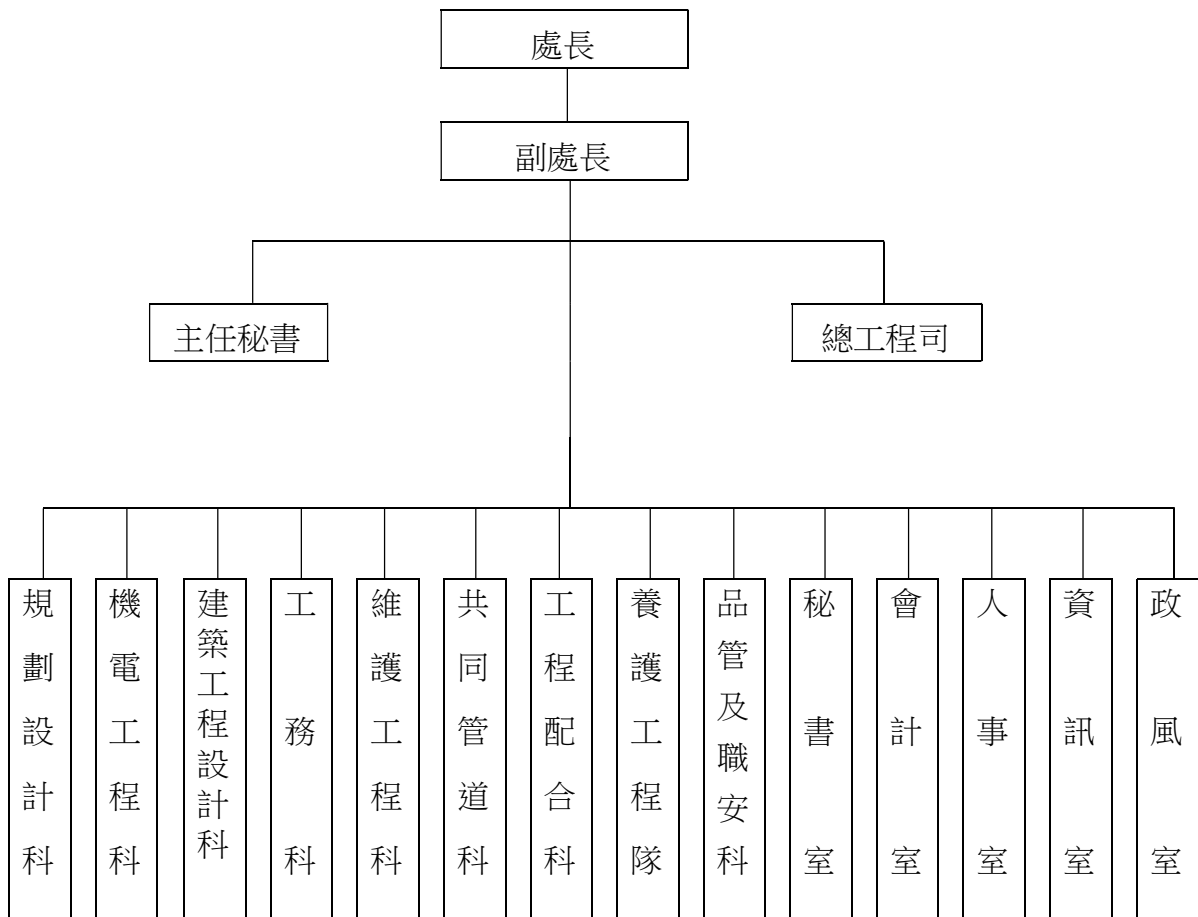 處長
副處長
主任秘書
總工程司
規劃設計科
機電工程科
建築工程設計科
工務科
維護工程科
共同管道科
工程配合科
養護工程隊
品管及職安科
秘書室
會計室
人事室
資訊室
政風室